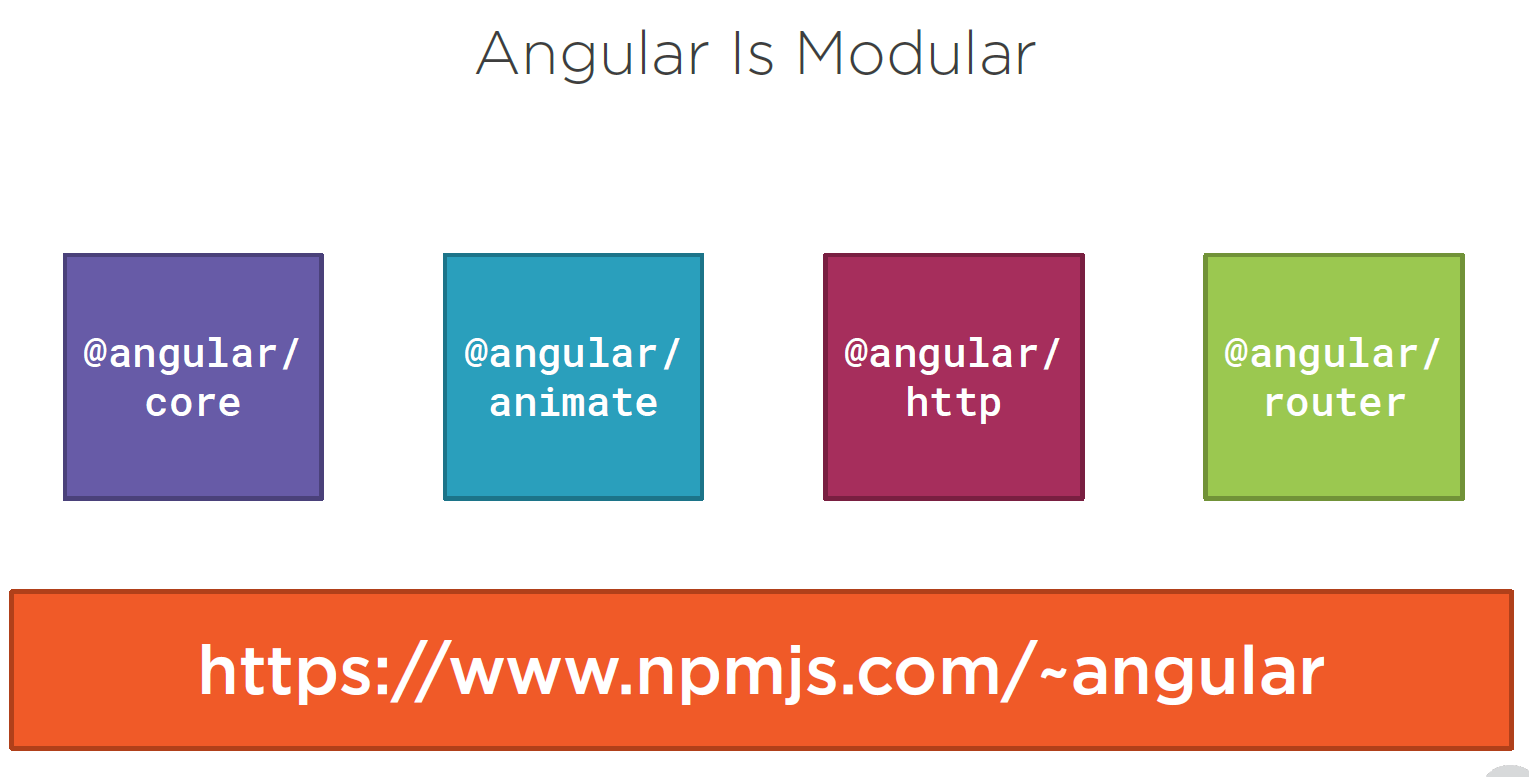 Angular Is Modular
@angular/
core
@angular/
animate
@angular/
http
@angular/
router
https://www.npmjs.com/~angular